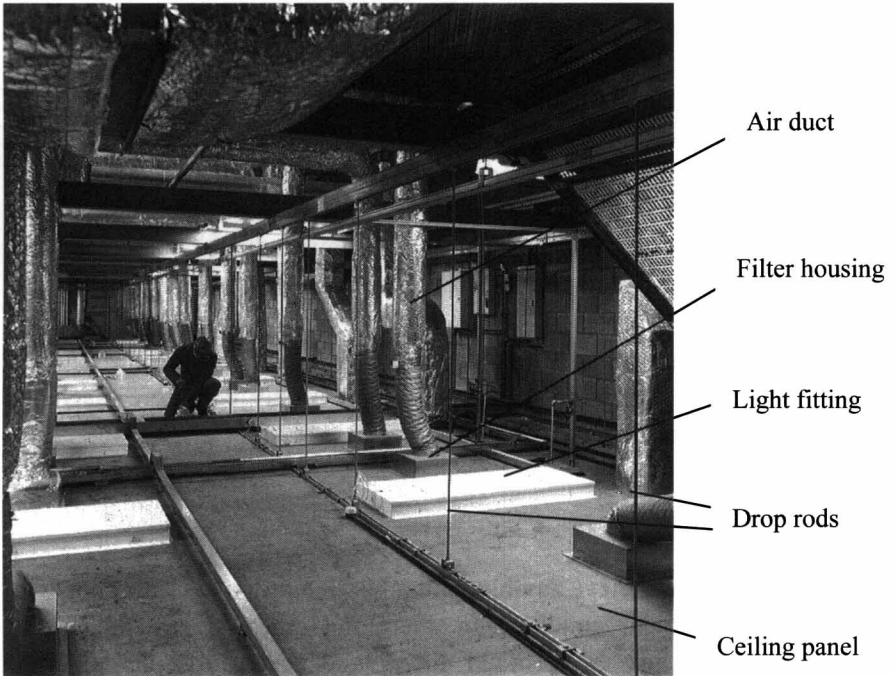 Air duct
Filter housing
Light fitting
Drop rods
Ceiling panel